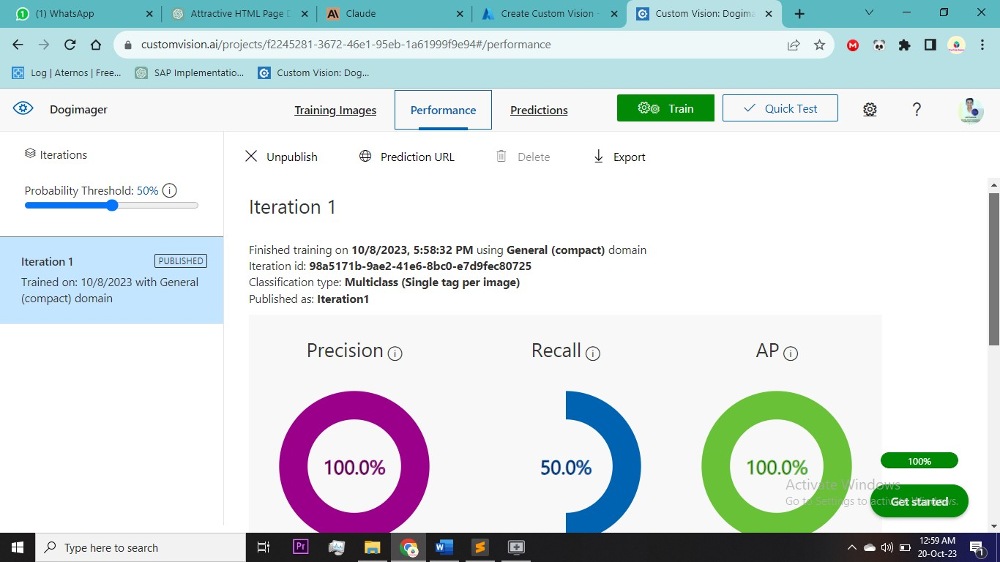 (1) WhatsApp
Attractive HTML Page D
Claude
Create Custom Vision
Custom Vision: Dogima
customvision.ai/projects/f2245281-3672-46e1-95eb-1a61999f9e94#/performance
Log | Aternos | Free...
SAP Implementatio...
Custom Vision: Dog...
Dogimager
Training Images
Performance
Predictions
Train
Quick Test
?
Iterations
Unpublish
Prediction URL
Delete
Export
Probability Threshold: 50%
Iteration 1
PUBLISHED
Trained on: 10/8/2023 with General
(compact) domain
Iteration 1
Finished training on 10/8/2023, 5:58:32 PM using General (compact) domain
Iteration id: 98a5171b-9ae2-41e6-8bc0-e7d9fec80725
Classification type: Multiclass (Single tag per image)
Published as: Iteration1
Precision
Recall
AP
100.0%
50.0%
100.0%
100%
Activate Windows
Go to Settings to activate Windows.
Get started
Type here to search
Pr
12:59 AM
20-Oct-23
1